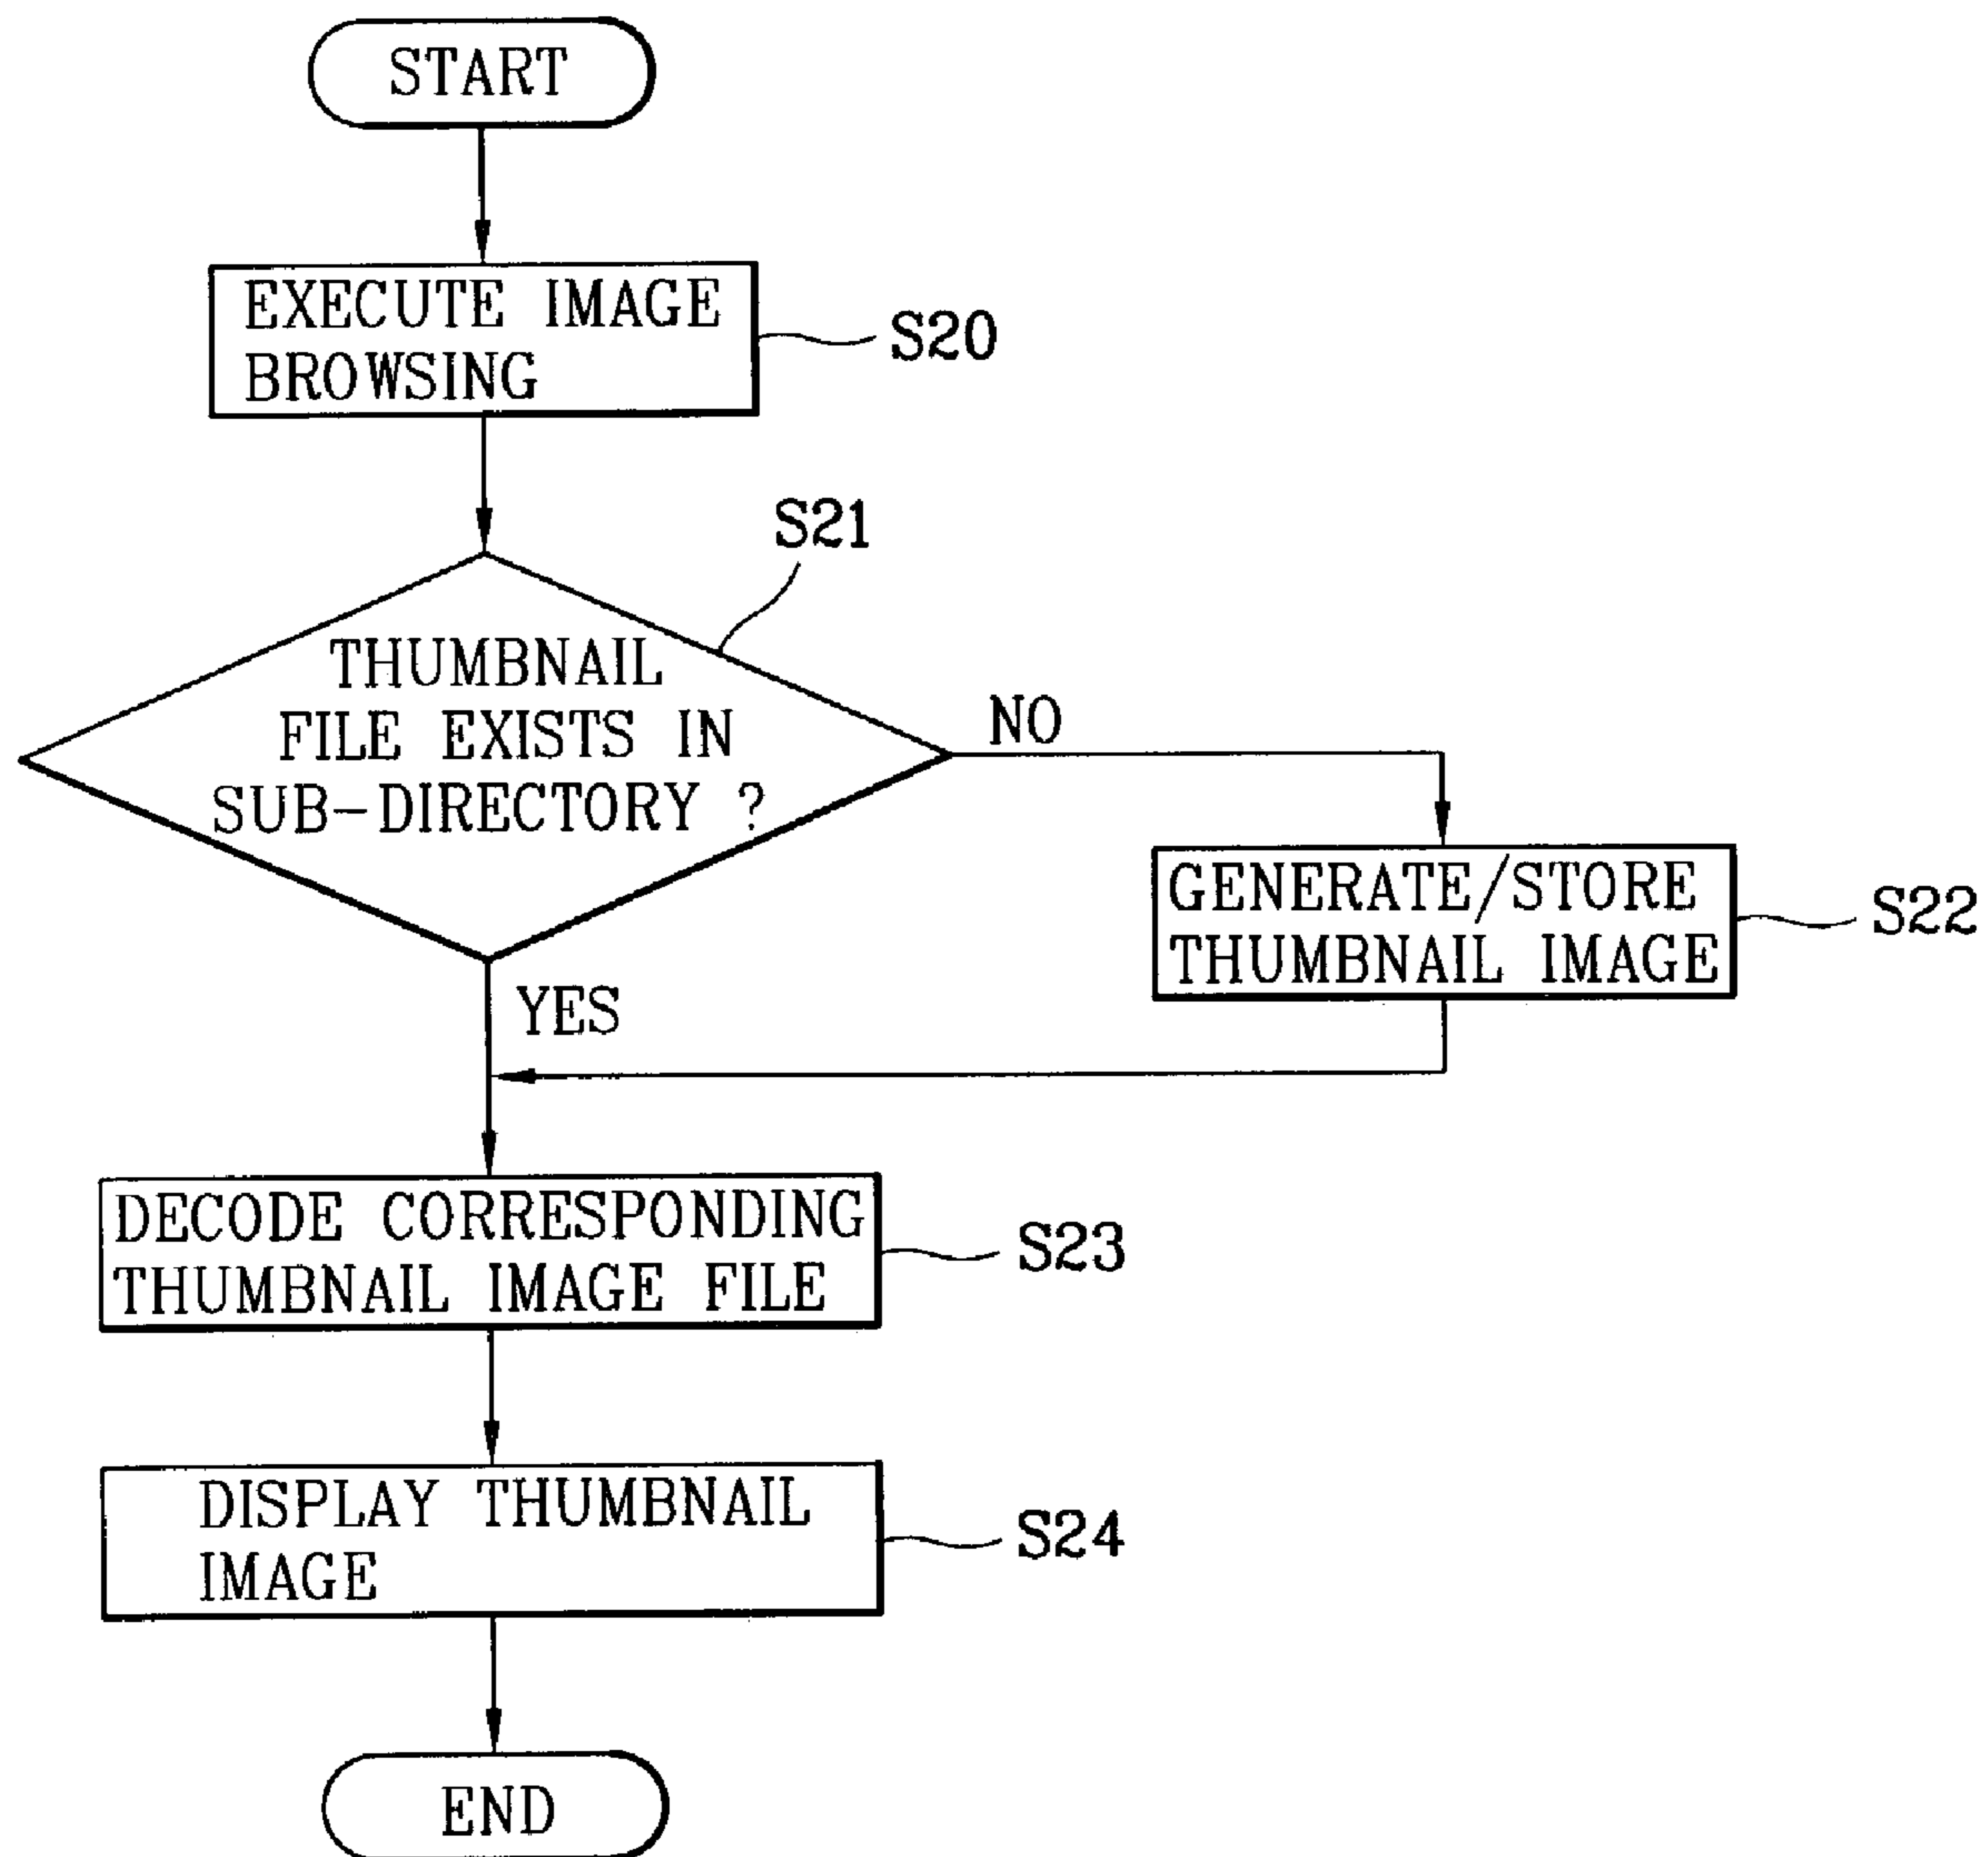 START
EXECUTE IMAGE
BROWSING
S20
S21
THUMBNAIL
FILE EXISTS IN
SUB-DIRECTORY ?
NO
GENERATE/STORE
THUMBNAIL IMAGE
S22
YES
DECODE CORRESPONDING
THUMBNAIL IMAGE FILE
S23
DISPLAY THUMBNAIL
IMAGE
S24
END